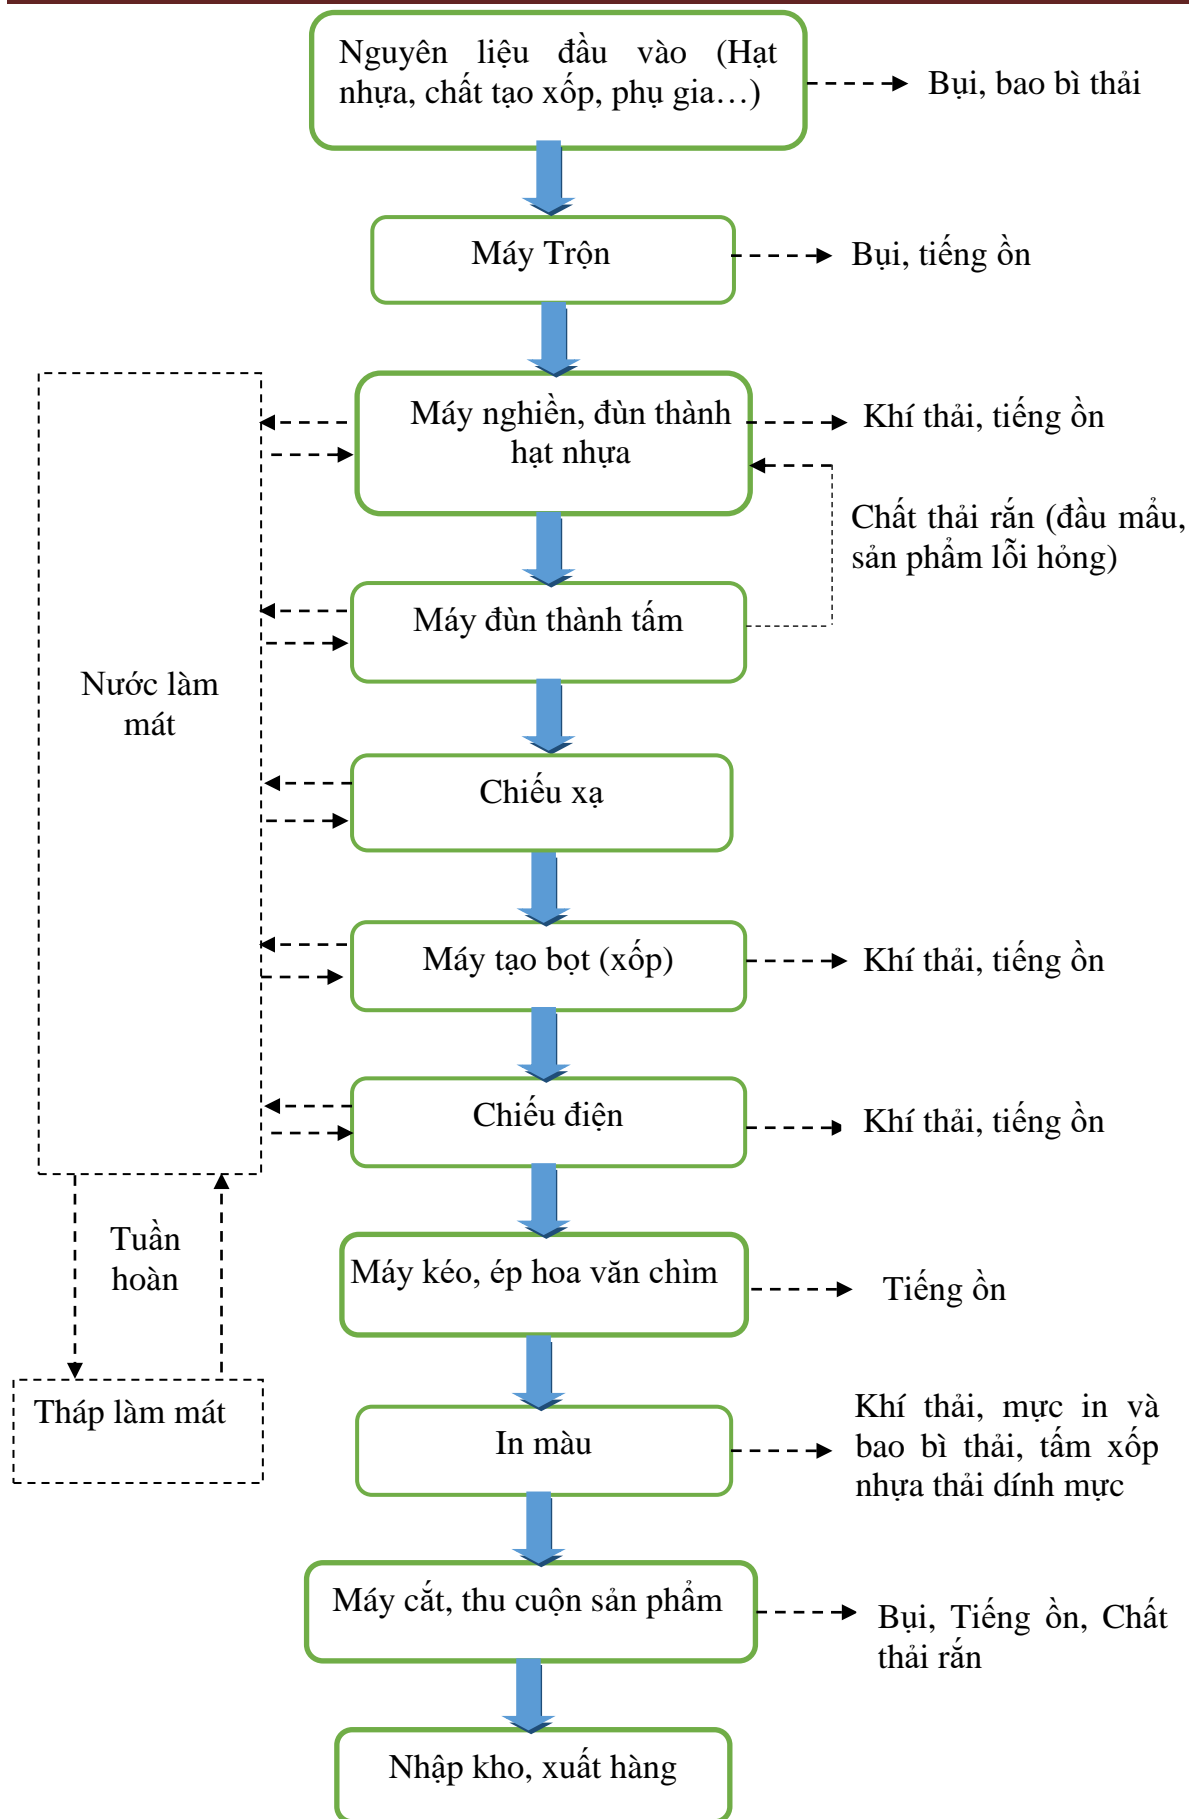 Nguyên liệu đầu vào (Hạt
nhựa, chất tạo xốp, phụ gia…)
Bụi, bao bì thải
Máy Trộn
Bụi, tiếng ồn
Máy nghiền, đùn thành
hạt nhựa
Khí thải, tiếng ồn
Chất thải rắn (đầu mẩu,
sản phẩm lỗi hỏng)
Máy đùn thành tấm
Nước làm
mát
Chiếu xạ
Máy tạo bọt (xốp)
Khí thải, tiếng ồn
Chiếu điện
Khí thải, tiếng ồn
Tuần
hoàn
Máy kéo, ép hoa văn chìm
Tiếng ồn
Tháp làm mát
In màu
Khí thải, mực in và
bao bì thải, tấm xốp
nhựa thải dính mực
Máy cắt, thu cuộn sản phẩm
Bụi, Tiếng ồn, Chất
thải rắn
Nhập kho, xuất hàng